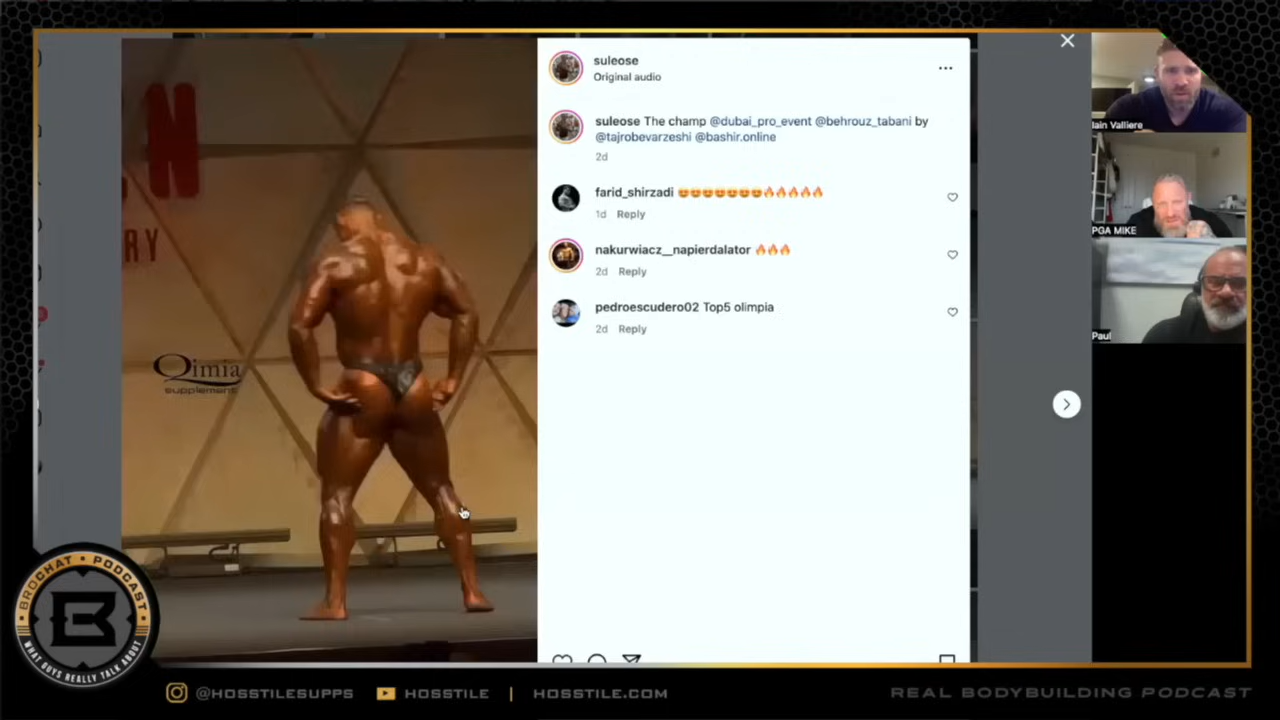 N
RY
Qimia
supplement
suleose
Original audio
suleose The champ @dubai_pro_event @behrouz_tabani by
@tajrobevarzeshi @bashir.online
2d
farid_shirzadi 😍😍😍😍😍😍😍🔥🔥🔥🔥🔥
1d Reply
nakurwiacz__napierdalator 🔥🔥🔥
2d Reply
pedroescudero02 Top5 olimpia
2d Reply
Iain Valliere
PGA MIKE
Paul
BROCHAT • PODCAST
B
WHAT GUYS REALLY TALK ABOUT
@HOSSTILESUPPS HOSSTILE | HOSSTILE.COM
REAL BODYBUILDING PODCAST